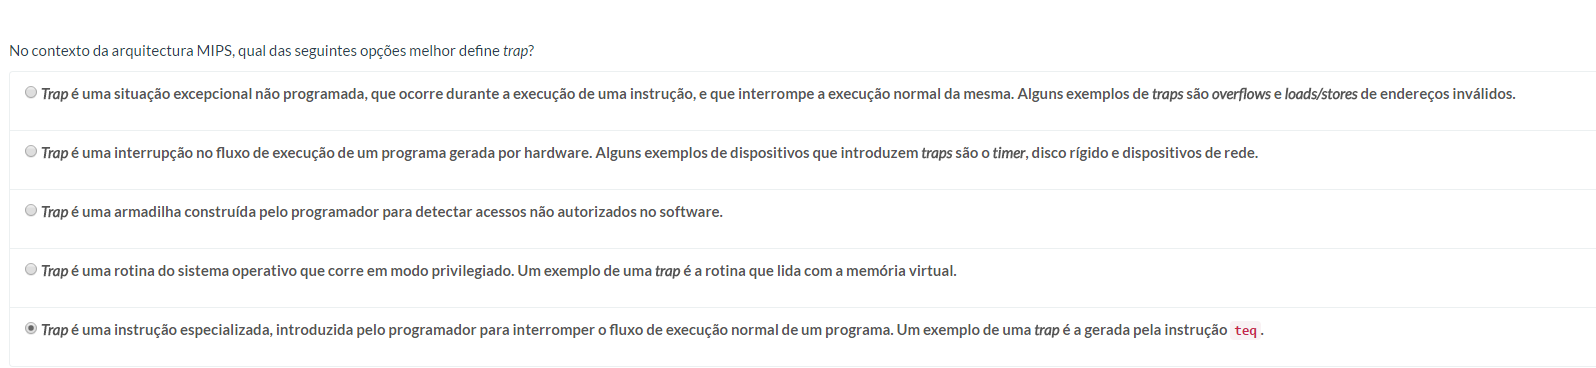 No contexto da arquitectura MIPS, qual das seguintes opções melhor define trap?
Trap é uma situação excepcional não programada, que ocorre durante a execução de uma instrução, e que interrompe a execução normal da mesma. Alguns exemplos de traps são overflows e loads/stores de endereços inválidos.
Trap é uma interrupção no fluxo de execução de um programa gerada por hardware. Alguns exemplos de dispositivos que introduzem traps são o timer, disco rígido e dispositivos de rede.
Trap é uma armadilha construída pelo programador para detectar acessos não autorizados no software.
Trap é uma rotina do sistema operativo que corre em modo privilegiado. Um exemplo de uma trap é a rotina que lida com a memória virtual.
Trap é uma instrução especializada, introduzida pelo programador para interromper o fluxo de execução normal de um programa. Um exemplo de uma trap é a gerada pela instrução teq.